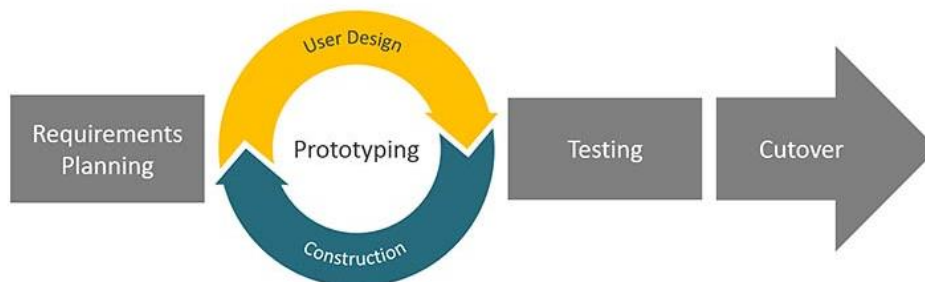 Requirements
Planning
User Design
Prototyping
Construction
Testing
Cutover